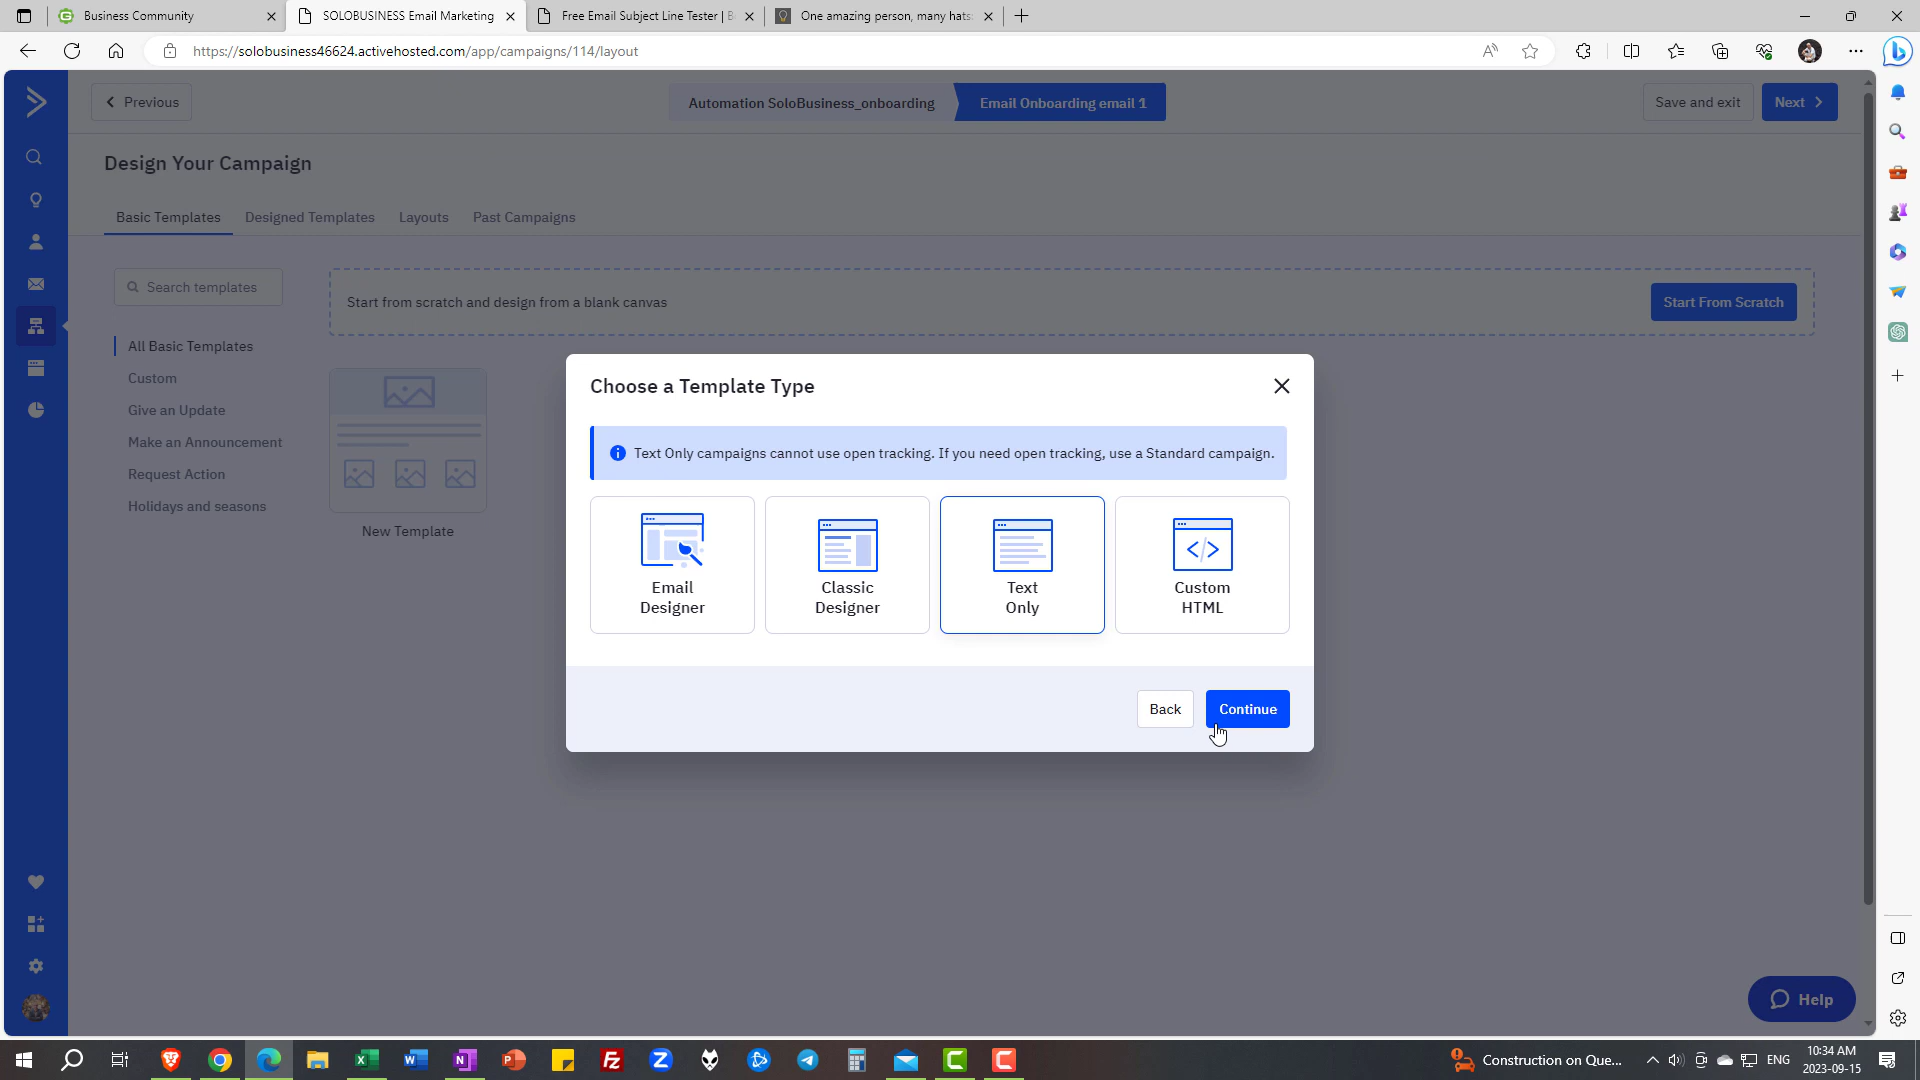 Business Community
SOLOBUSINESS Email Marketing
Free Email Subject Line Tester |
One amazing person, many hats:
https://solobusiness46624.activehosted.com/app/campaigns/114/layout
Previous
Automation SoloBusiness_onboarding
Email Onboarding email 1
Save and exit
Next
Design Your Campaign
Basic Templates
Designed Templates
Layouts
Past Campaigns
Search templates
Start from scratch and design from a blank canvas
Start From Scratch
All Basic Templates
Custom
Give an Update
Make an Announcement
Request Action
Holidays and seasons
New Template
Choose a Template Type
Text Only campaigns cannot use open tracking. If you need open tracking, use a Standard campaign.
Email
Designer
Classic
Designer
Text
Only
Custom
HTML
Back
Continue
Help
Construction on Que...
ENG
10:34 AM
2023-09-15